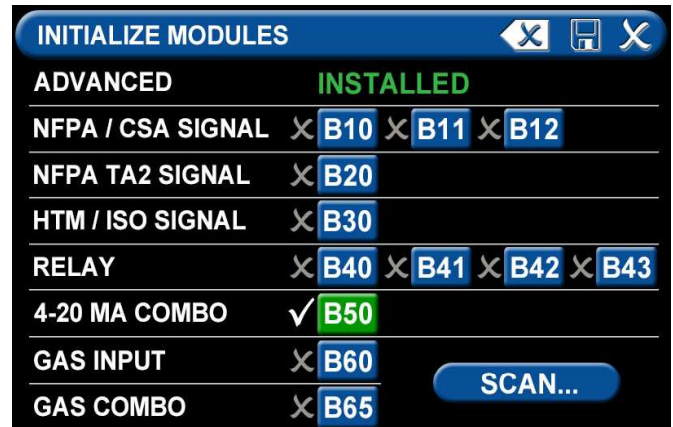 INITIALIZE MODULES
ADVANCED INSTALLED
NFPA / CSA SIGNAL B10 B11 B12
NFPA TA2 SIGNAL B20
HTM / ISO SIGNAL B30
RELAY B40 B41 B42 B43
4-20 MA COMBO B50
GAS INPUT B60
SCAN...
GAS COMBO B65